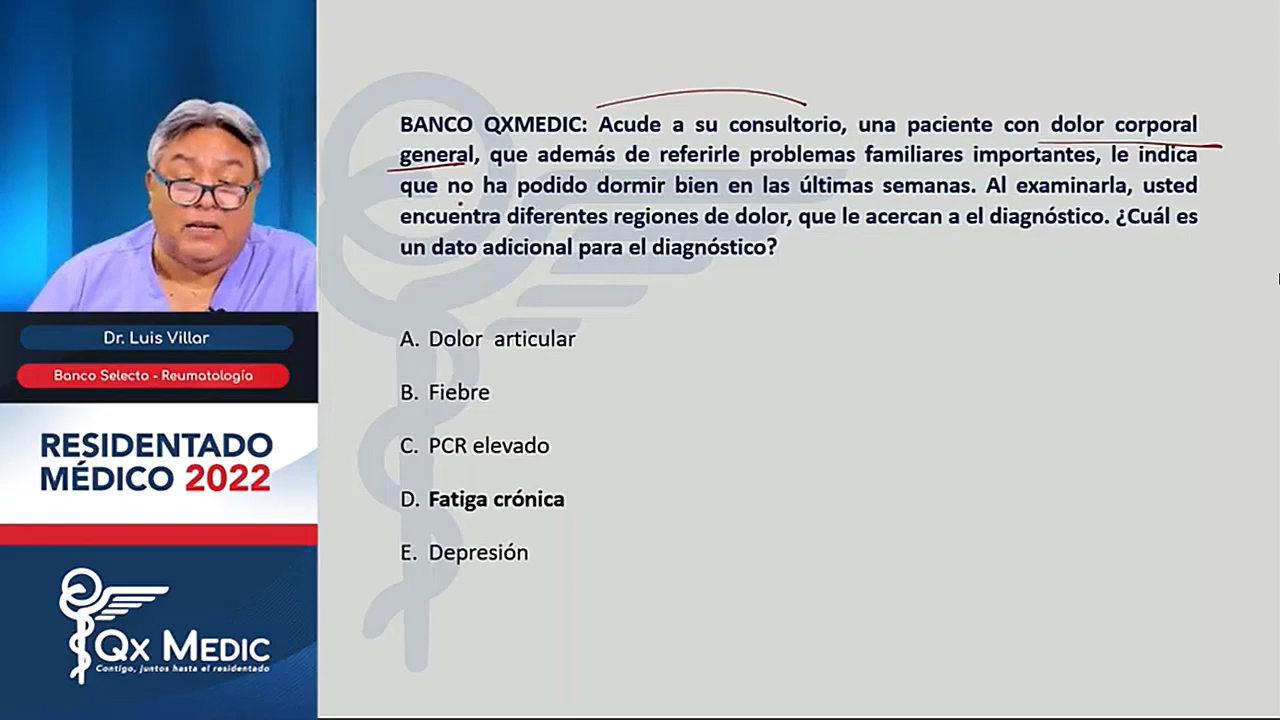 BANCO QXMEDIC: Acude a su consultorio, una paciente con dolor corporal
general, que además de referirle problemas familiares importantes, le indica
que no ha podido dormir bien en las últimas semanas. Al examinarla, usted
encuentra diferentes regiones de dolor, que le acercan a el diagnóstico. ¿Cuál es
un dato adicional para el diagnóstico?
A. Dolor articular
B. Fiebre
C. PCR elevado
D. Fatiga crónica
E. Depresión
Dr. Luis Villar
Banco Selecto - Reumatología
RESIDENTADO
MÉDICO 2022
Qx MEDIC
Contigo, juntos hasta el residentado